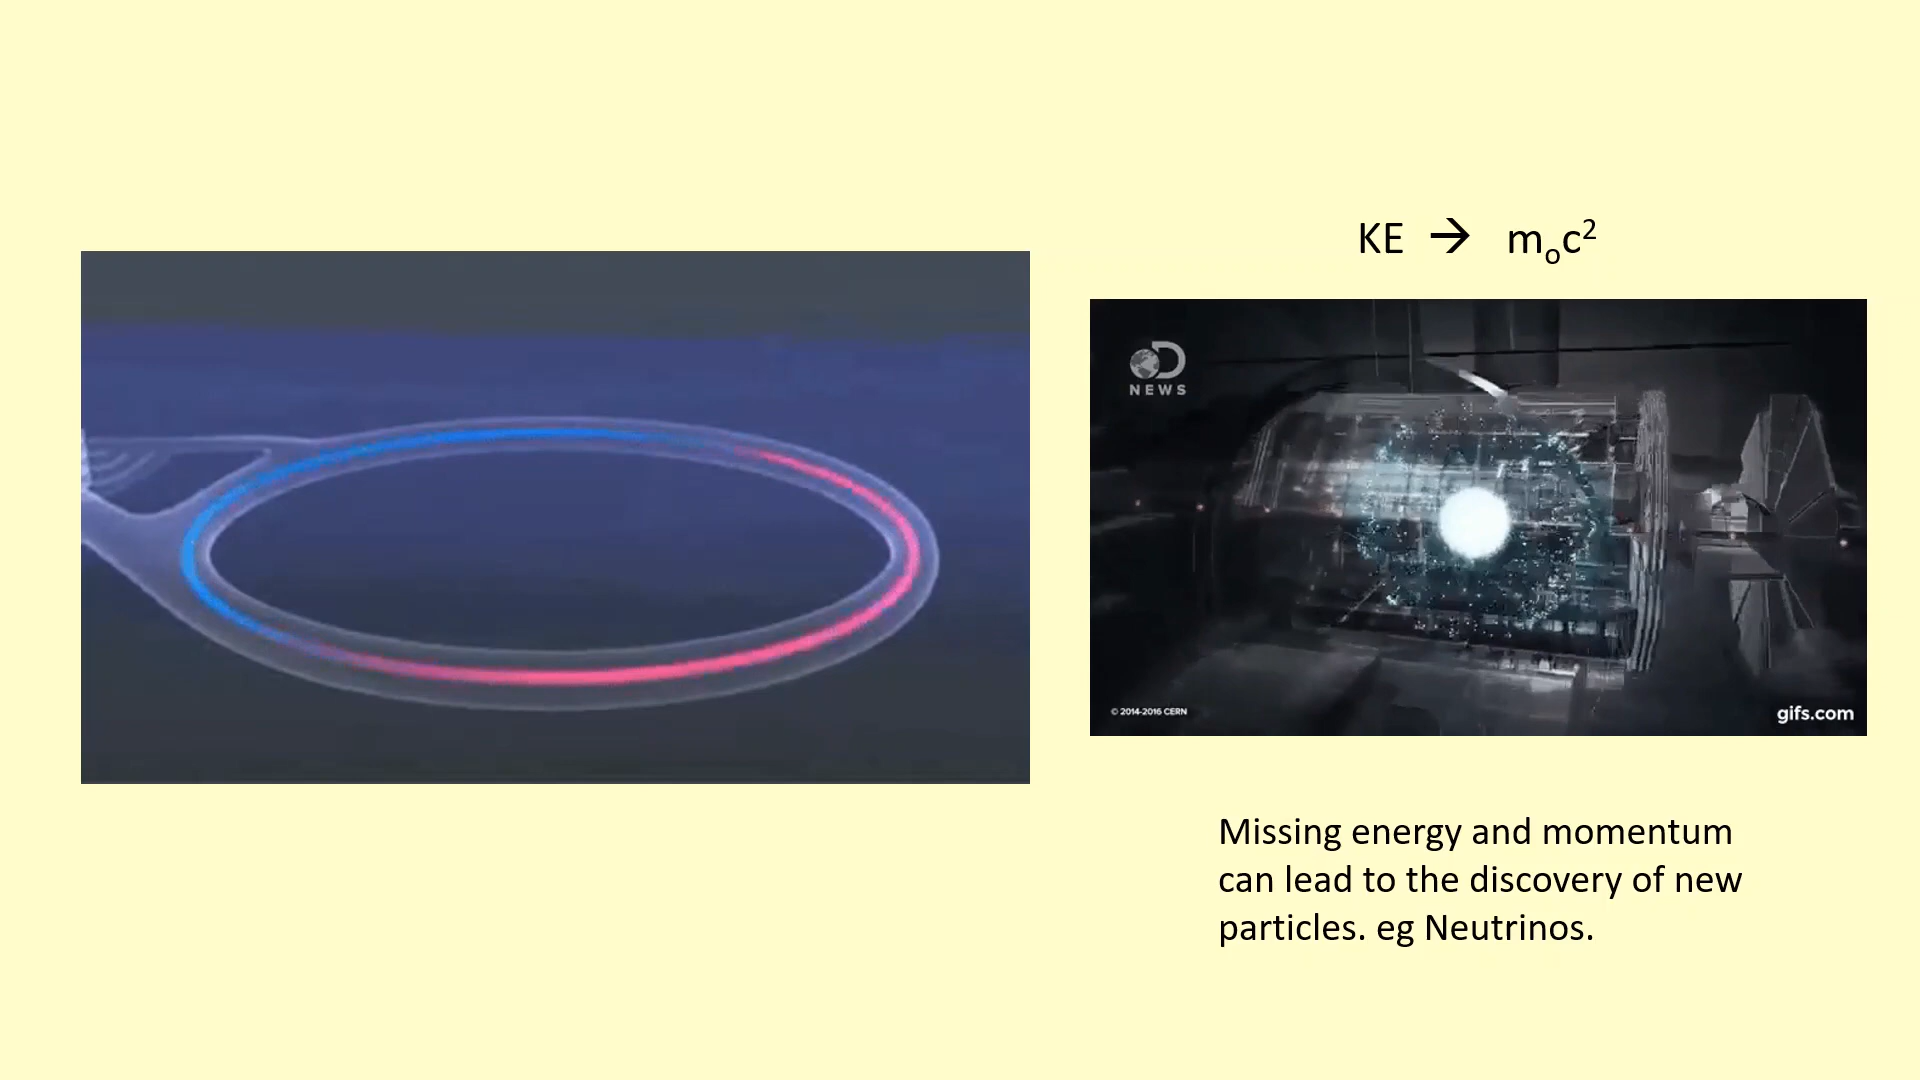 KE → mₒc²
NEWS
© 2014-2016 CERN
gifs.com
Missing energy and momentum
can lead to the discovery of new
particles. eg Neutrinos.